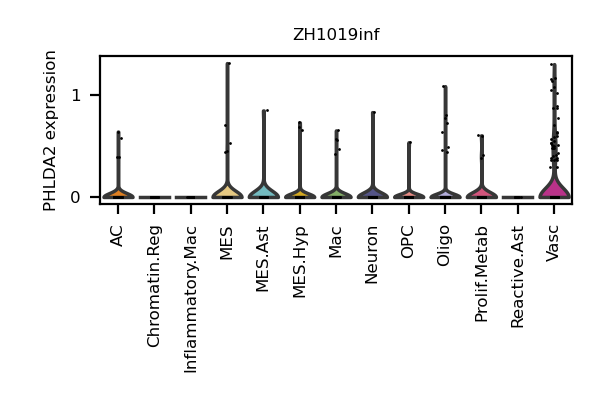 ZH1019inf
PHLDA2 expression
1
0
AC
Chromatin.Reg
Inflammatory.Mac
MES
MES.Ast
MES.Hyp
Mac
Neuron
OPC
Oligo
Prolif.Metab
Reactive.Ast
Vasc